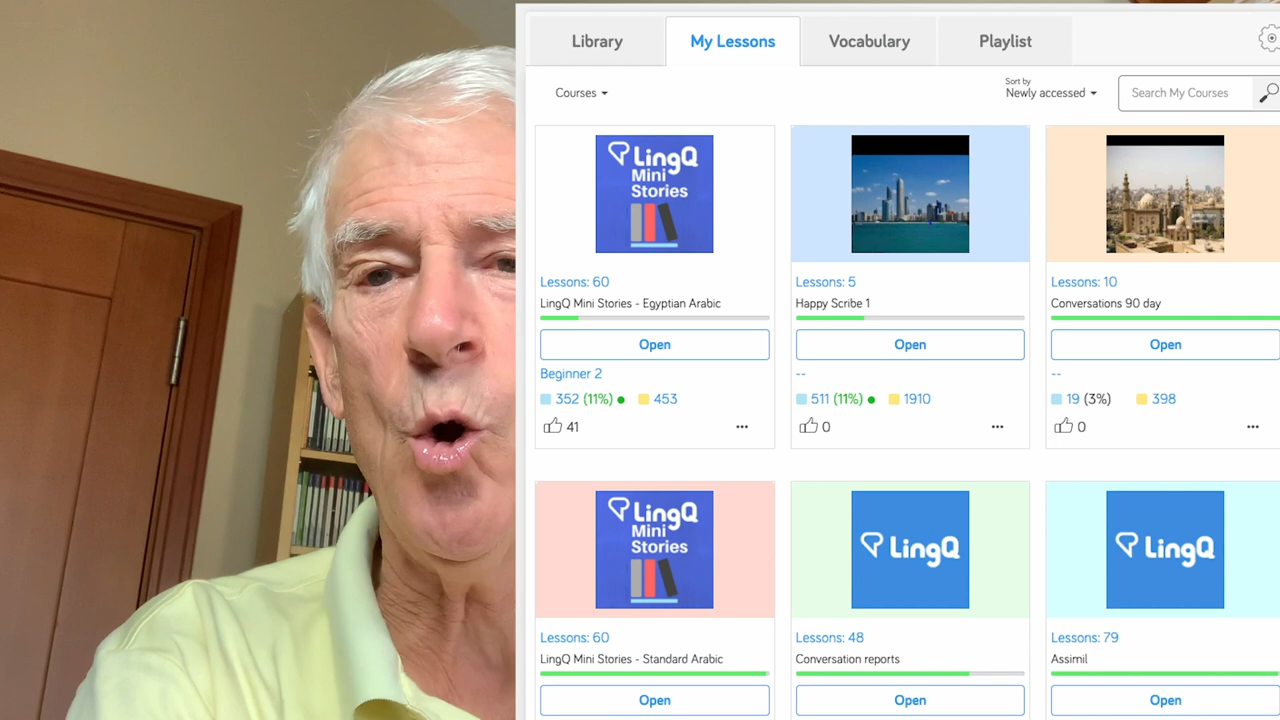 Library
My Lessons
Vocabulary
Playlist
Courses
Sort by
Newly accessed
Search My Courses
LingQ
Mini
Stories
Lessons: 60
LingQ Mini Stories - Egyptian Arabic
Open
Beginner 2
352 (11%)
453
41
...
Lessons: 5
Happy Scribe 1
Open
--
511 (11%)
1910
0
...
Lessons: 10
Conversations 90 day
Open
--
19 (3%)
398
0
...
LingQ
Mini
Stories
Lessons: 60
LingQ Mini Stories - Standard Arabic
Open
LingQ
Lessons: 48
Conversation reports
Open
LingQ
Lessons: 79
Assimil
Open